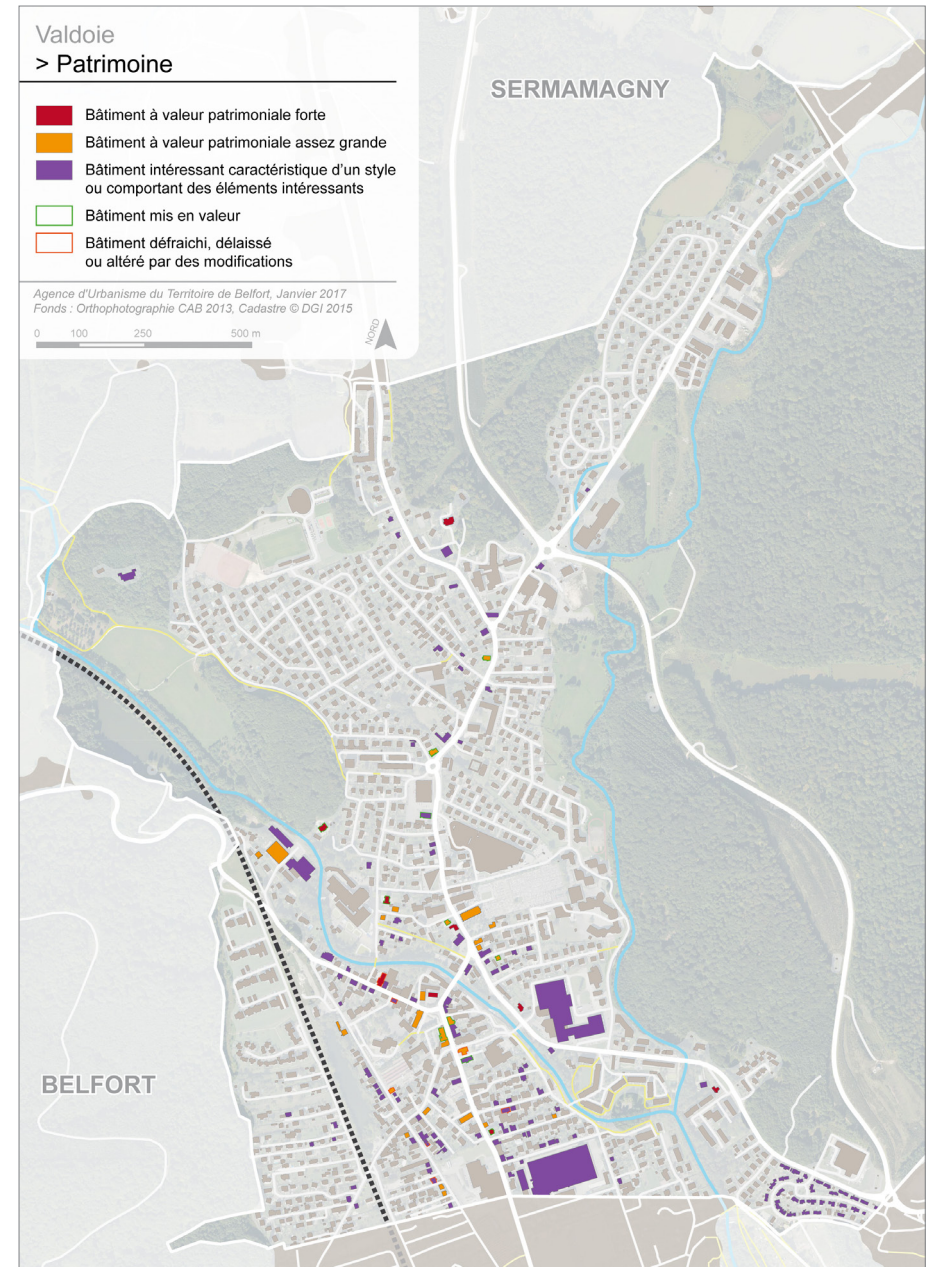 Valdoie
> Patrimoine
Bâtiment à valeur patrimoniale forte
Bâtiment à valeur patrimoniale assez grande
Bâtiment intéressant caractéristique d'un style
ou comportant des éléments intéressants
Bâtiment mis en valeur
Bâtiment défraichi, délaissé
ou altéré par des modifications
Agence d'Urbanisme du Territoire de Belfort, Janvier 2017
Fonds : Orthophotographie CAB 2013, Cadastre © DGI 2015
0 100 250 500 m
NORD
SERMAMAGNY
BELFORT